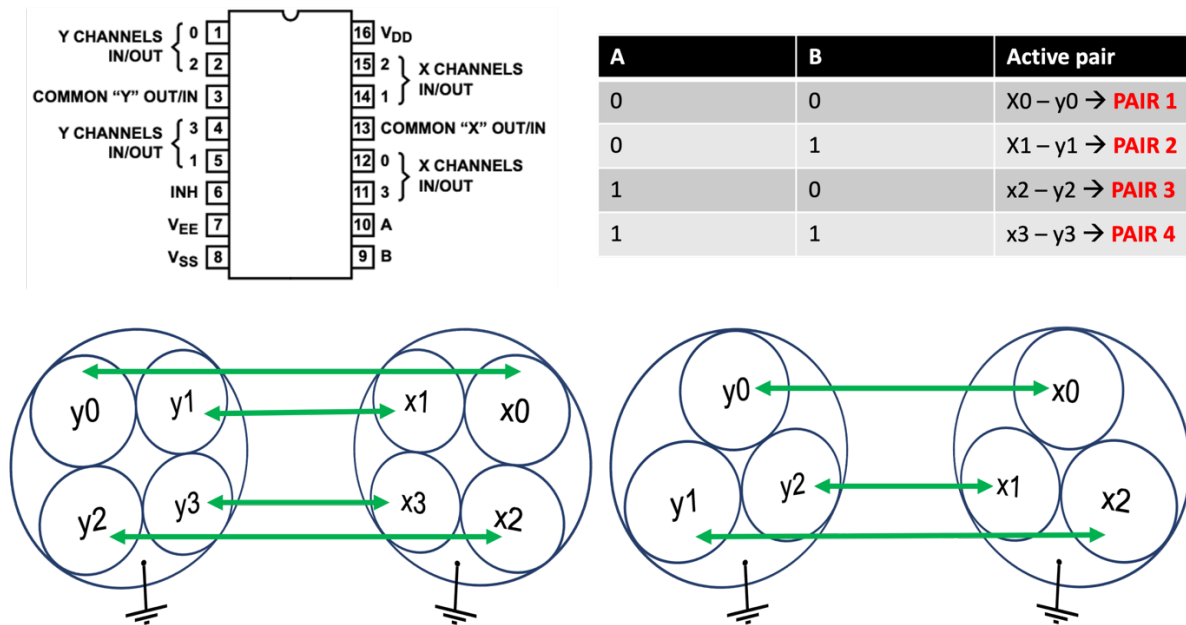 Y CHANNELS
IN/OUT
0
2
1
2
COMMON “Y” OUT/IN
3
Y CHANNELS
IN/OUT
3
1
4
5
INH
6
VEE
7
VSS
8
16
VDD
15
2
14
1
X CHANNELS
IN/OUT
13
COMMON “X” OUT/IN
12
0
11
3
X CHANNELS
IN/OUT
10
A
9
B
A B Active pair
0 0 X0 – y0 → PAIR 1
0 1 X1 – y1 → PAIR 2
1 0 x2 – y2 → PAIR 3
1 1 x3 – y3 → PAIR 4
y0 y1 x1 x0
y2 y3 x3 x2
y0 x0
y1 y2 x1 x2